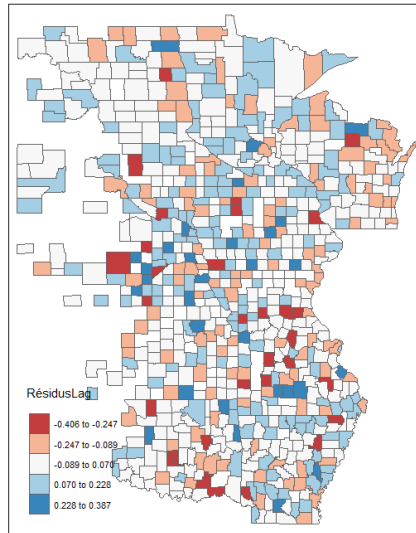 RésidusLag
-0.406 to -0.247
-0.247 to -0.089
-0.089 to 0.070
0.070 to 0.228
0.228 to 0.387